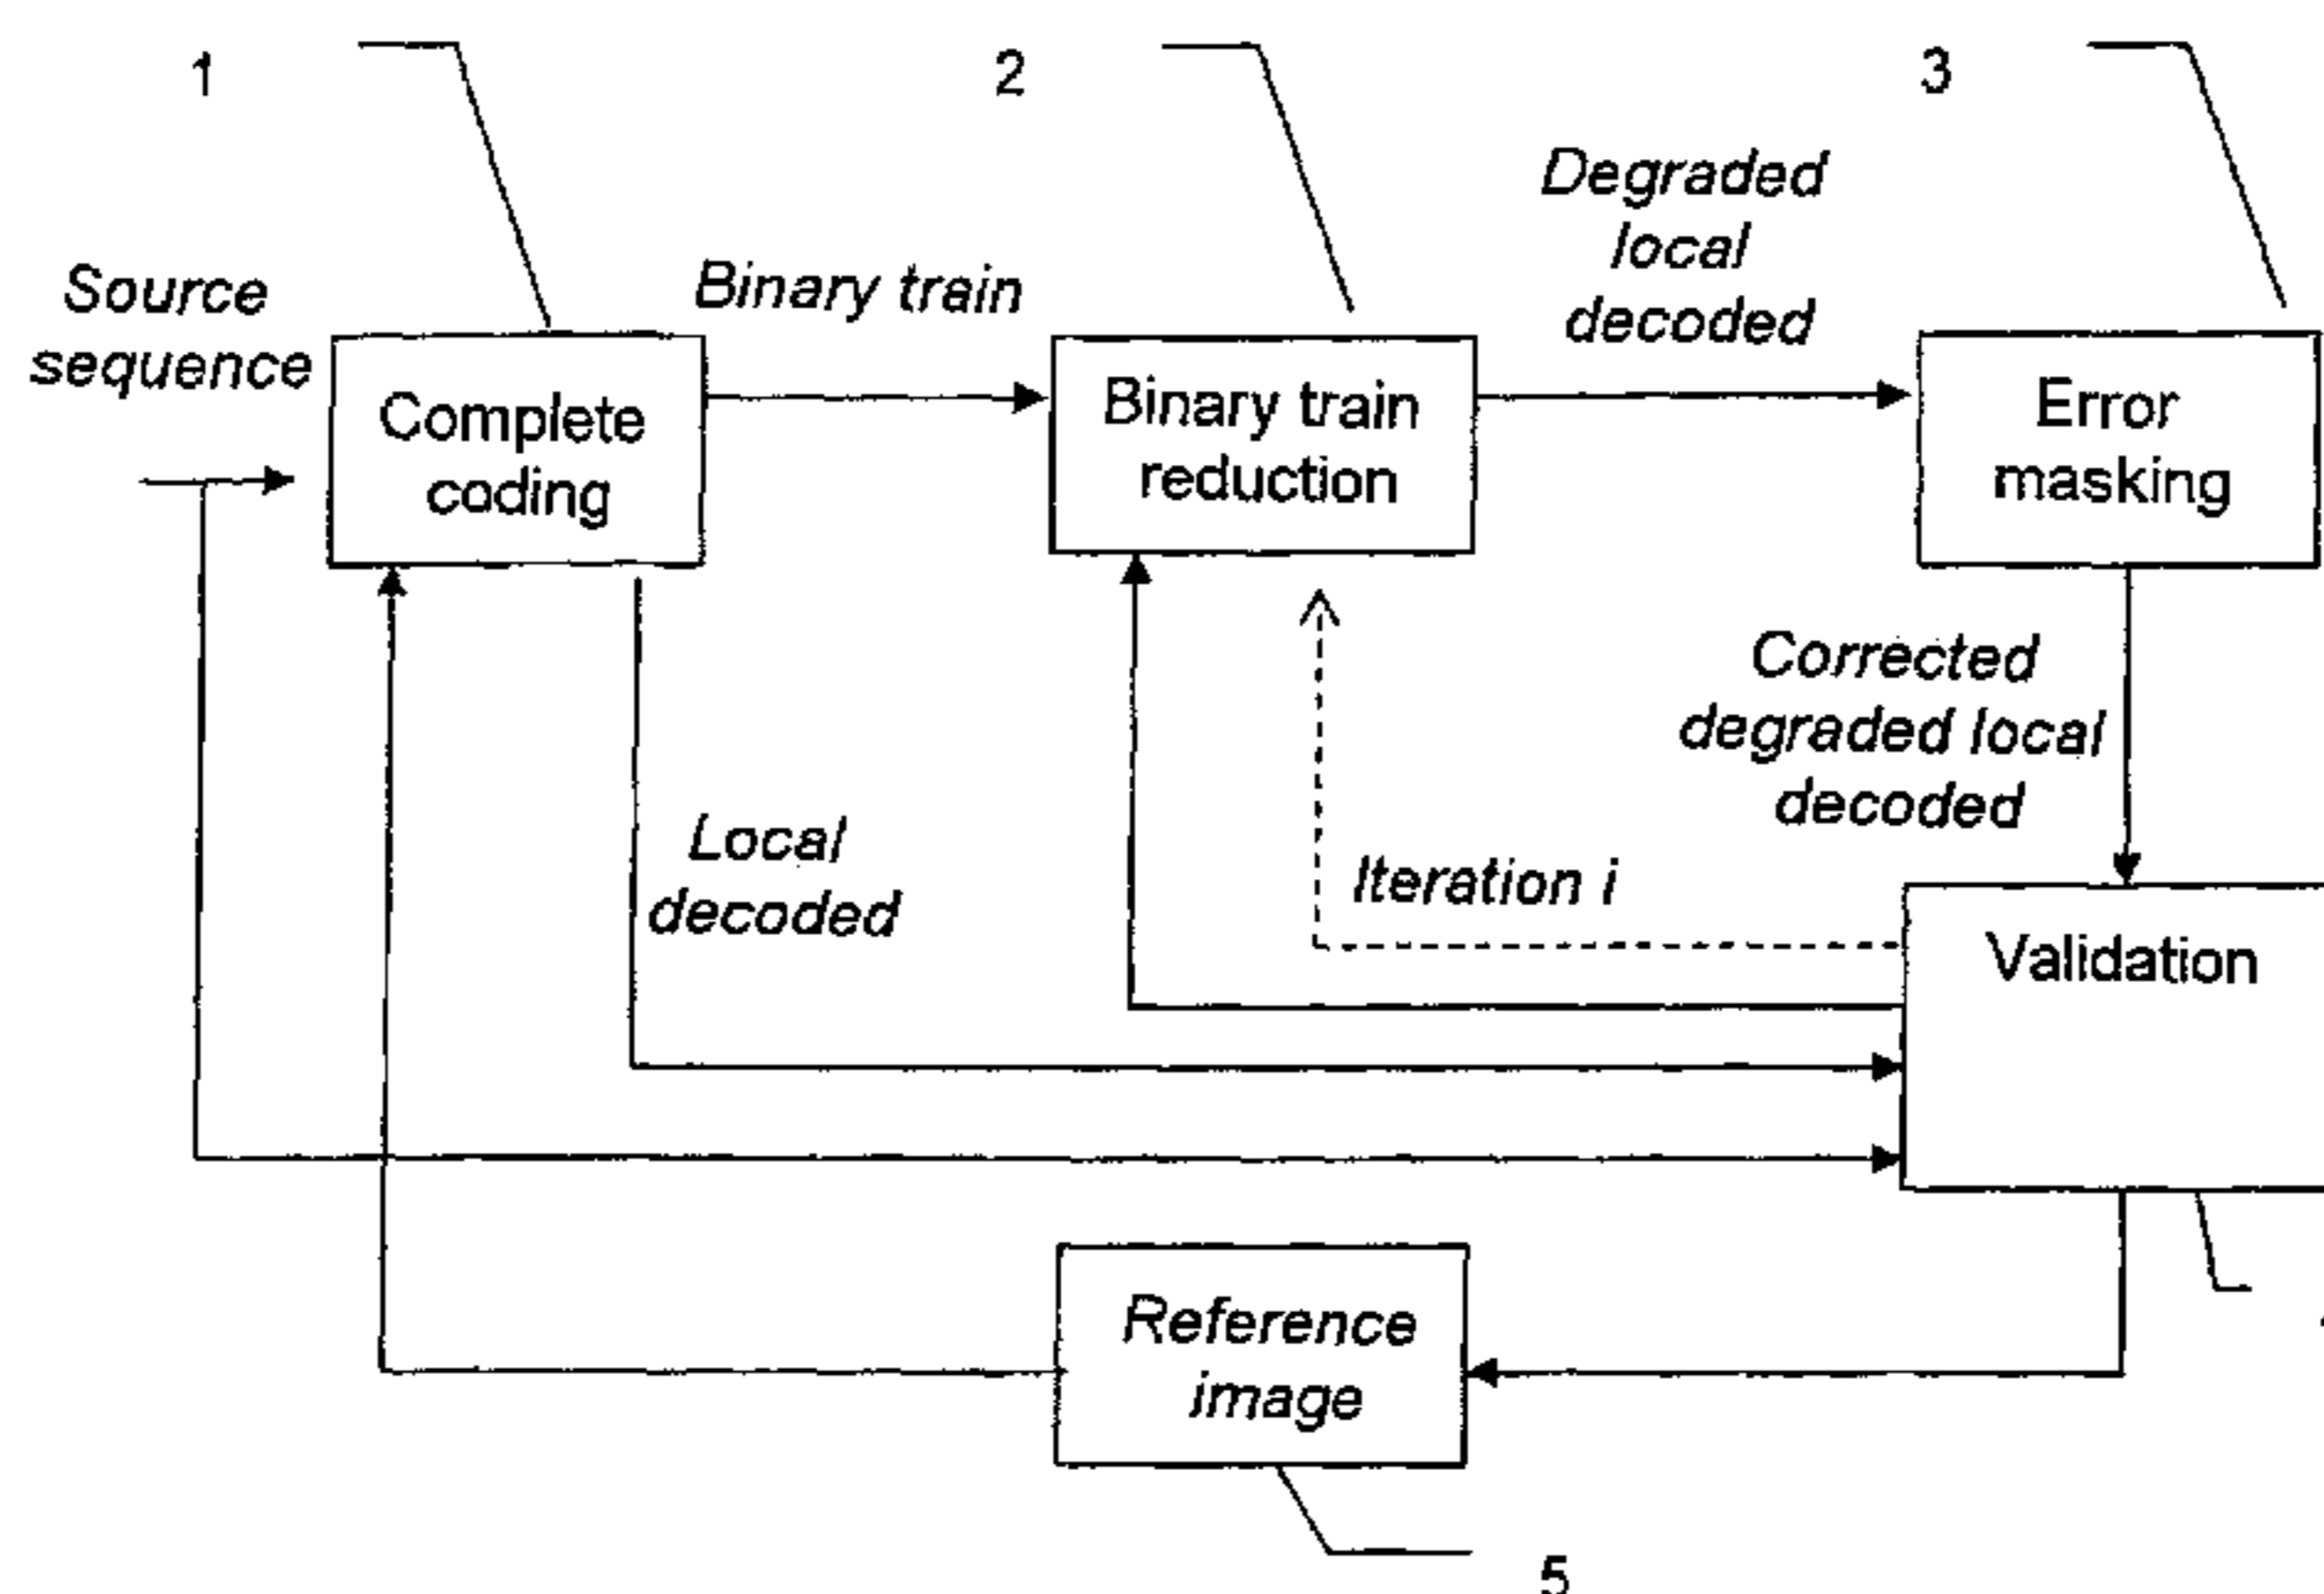 1
2
3
Degraded
local
decoded
Source
sequence
Binary train
Complete
coding
Binary train
reduction
Error
masking
Corrected
degraded local
decoded
Local
decoded
Iteration i
Validation
Reference
image
5